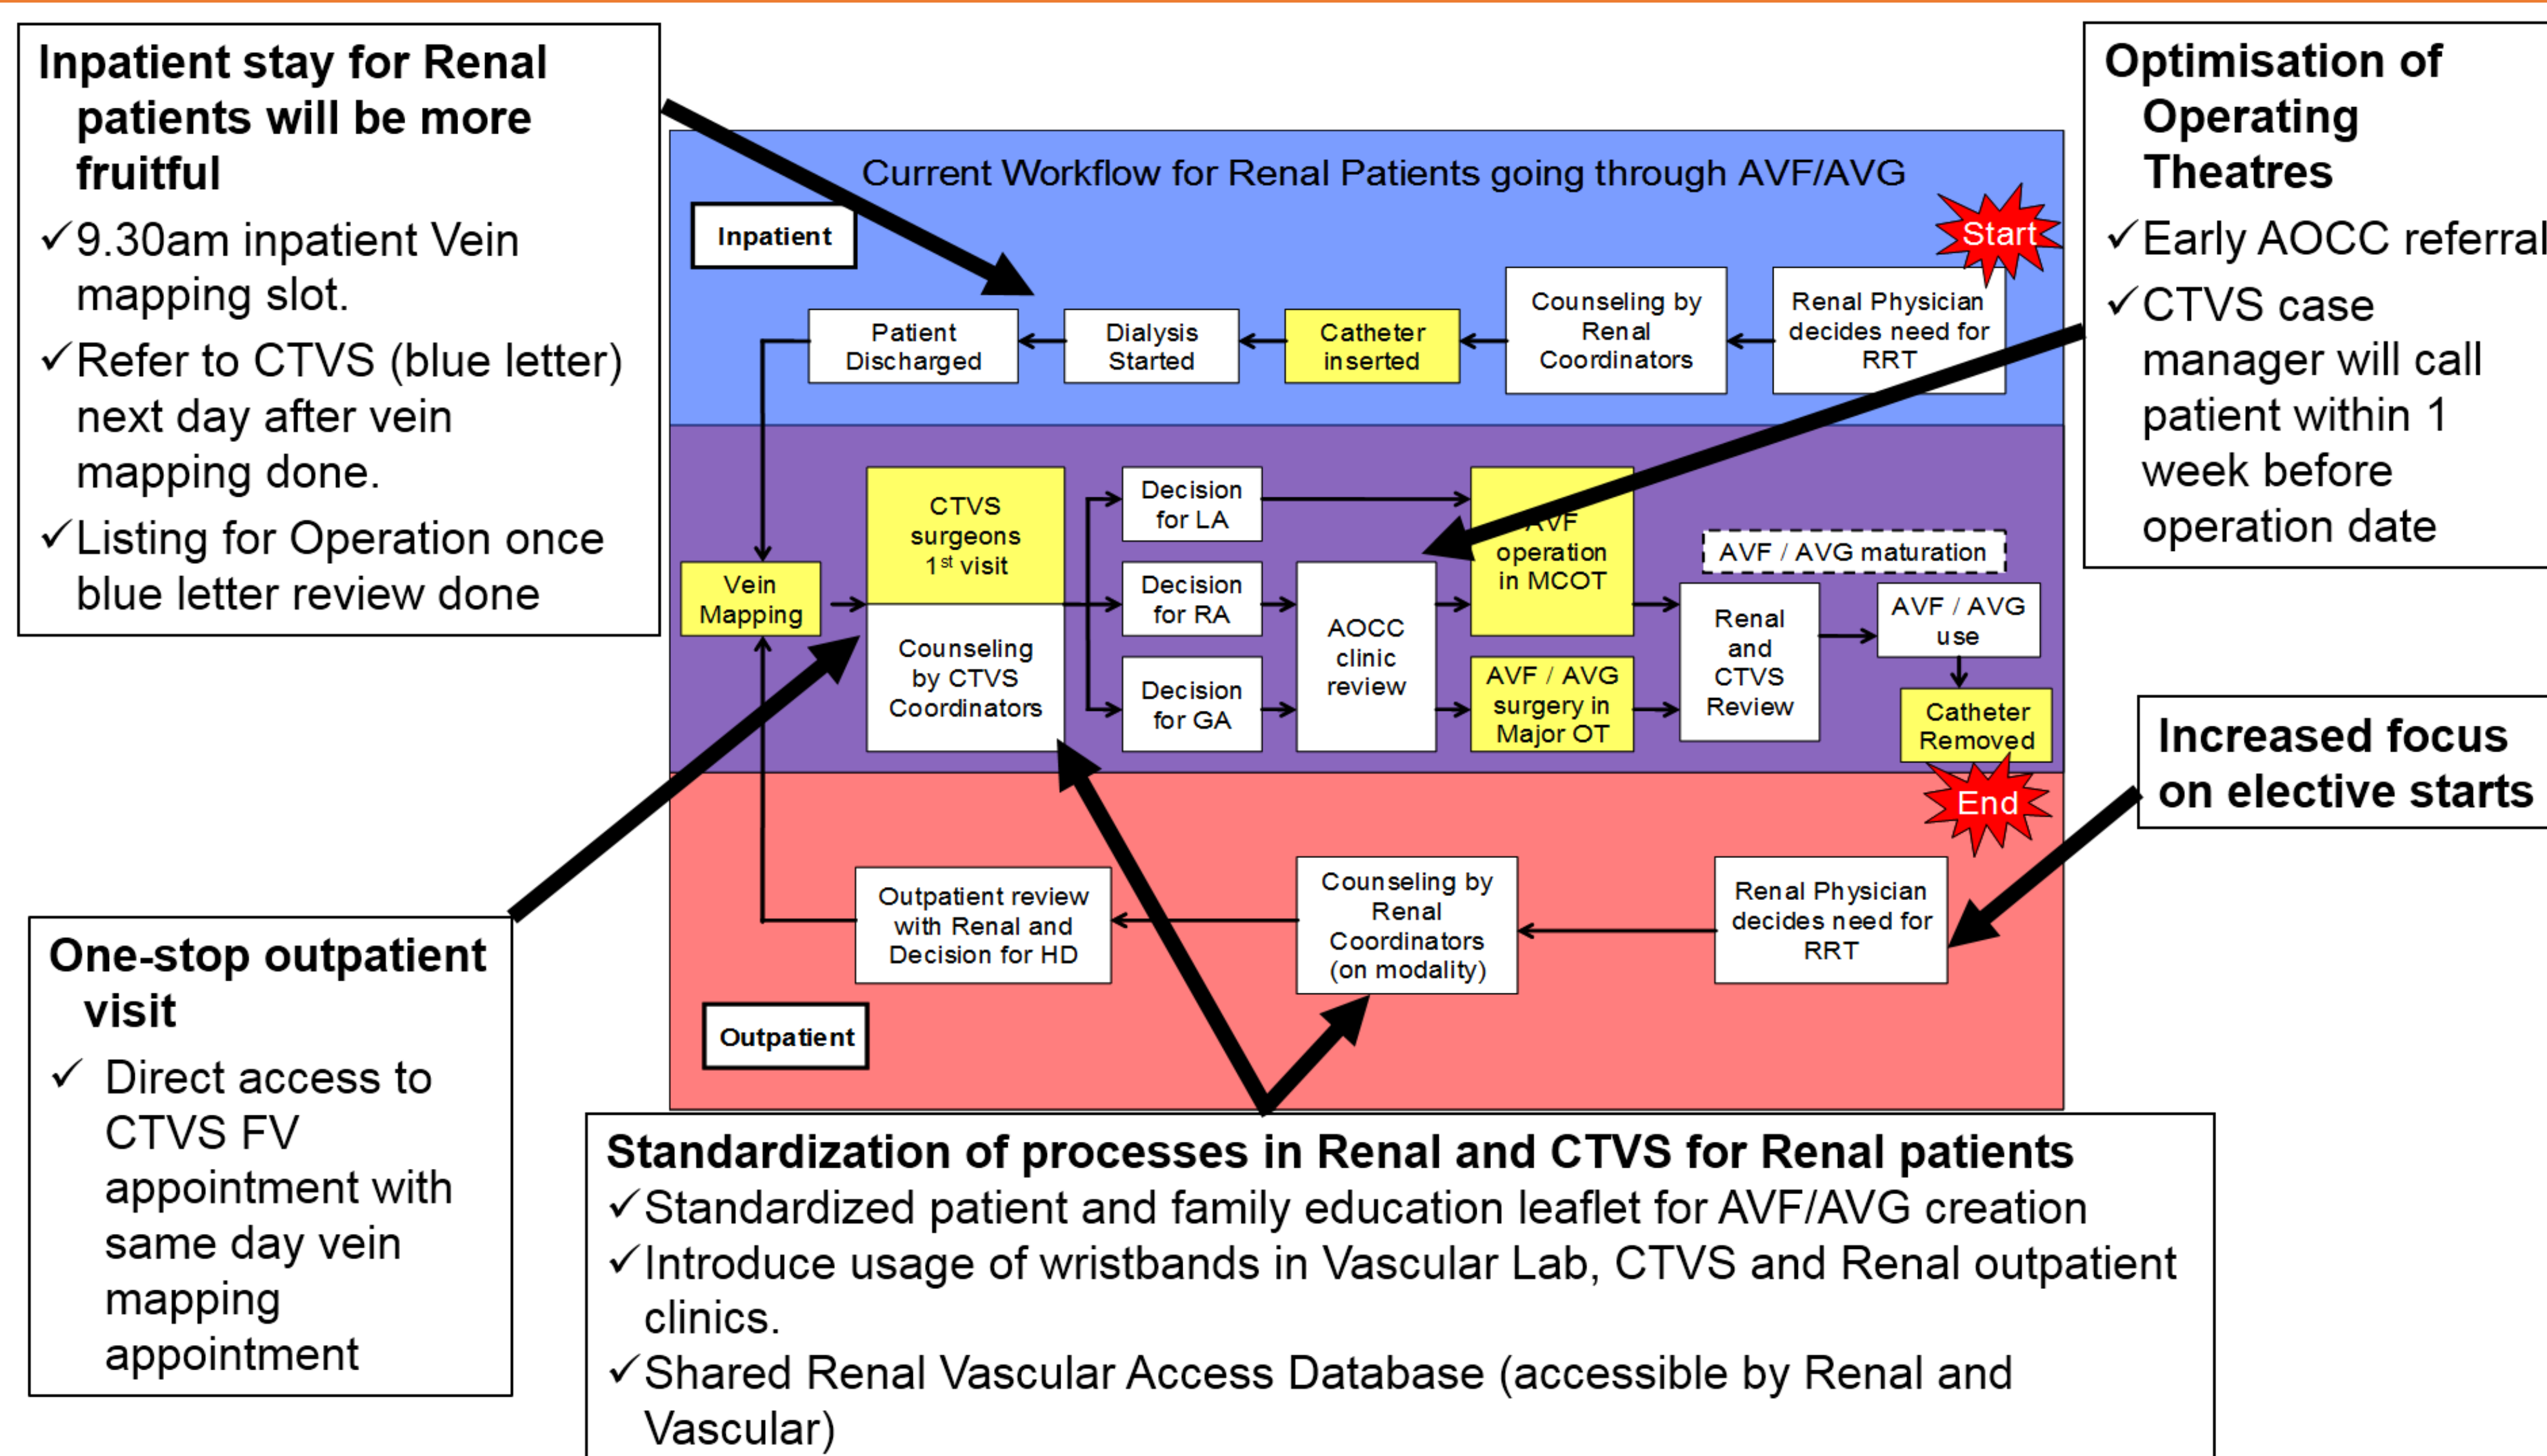 Inpatient stay for Renal
patients will be more
fruitful
✓9.30am inpatient Vein
mapping slot.
✓Refer to CTVS (blue letter)
next day after vein
mapping done.
✓Listing for Operation once
blue letter review done
Optimisation of
Operating
Theatres
✓Early AOCC referral
✓CTVS case
manager will call
patient within 1
week before
operation date
Current Workflow for Renal Patients going through AVF/AVG
Inpatient
Start
Renal Physician
decides need for
RRT
Counseling by
Renal
Coordinators
Catheter
inserted
Dialysis
Started
Patient
Discharged
Vein
Mapping
CTVS
surgeons
1st visit
Counseling
by CTVS
Coordinators
Decision
for LA
Decision
for RA
Decision
for GA
AOCC
clinic
review
AVF
operation
in MCOT
AVF / AVG
surgery in
Major OT
AVF / AVG maturation
Renal
and
CTVS
Review
AVF / AVG
use
Catheter
Removed
End
Increased focus
on elective starts
Renal Physician
decides need for
RRT
Counseling by
Renal
Coordinators
(on modality)
Outpatient review
with Renal and
Decision for HD
Outpatient
One-stop outpatient
visit
✓ Direct access to
CTVS FV
appointment with
same day vein
mapping
appointment
Standardization of processes in Renal and CTVS for Renal patients
✓Standardized patient and family education leaflet for AVF/AVG creation
✓Introduce usage of wristbands in Vascular Lab, CTVS and Renal outpatient
clinics.
✓Shared Renal Vascular Access Database (accessible by Renal and
Vascular)